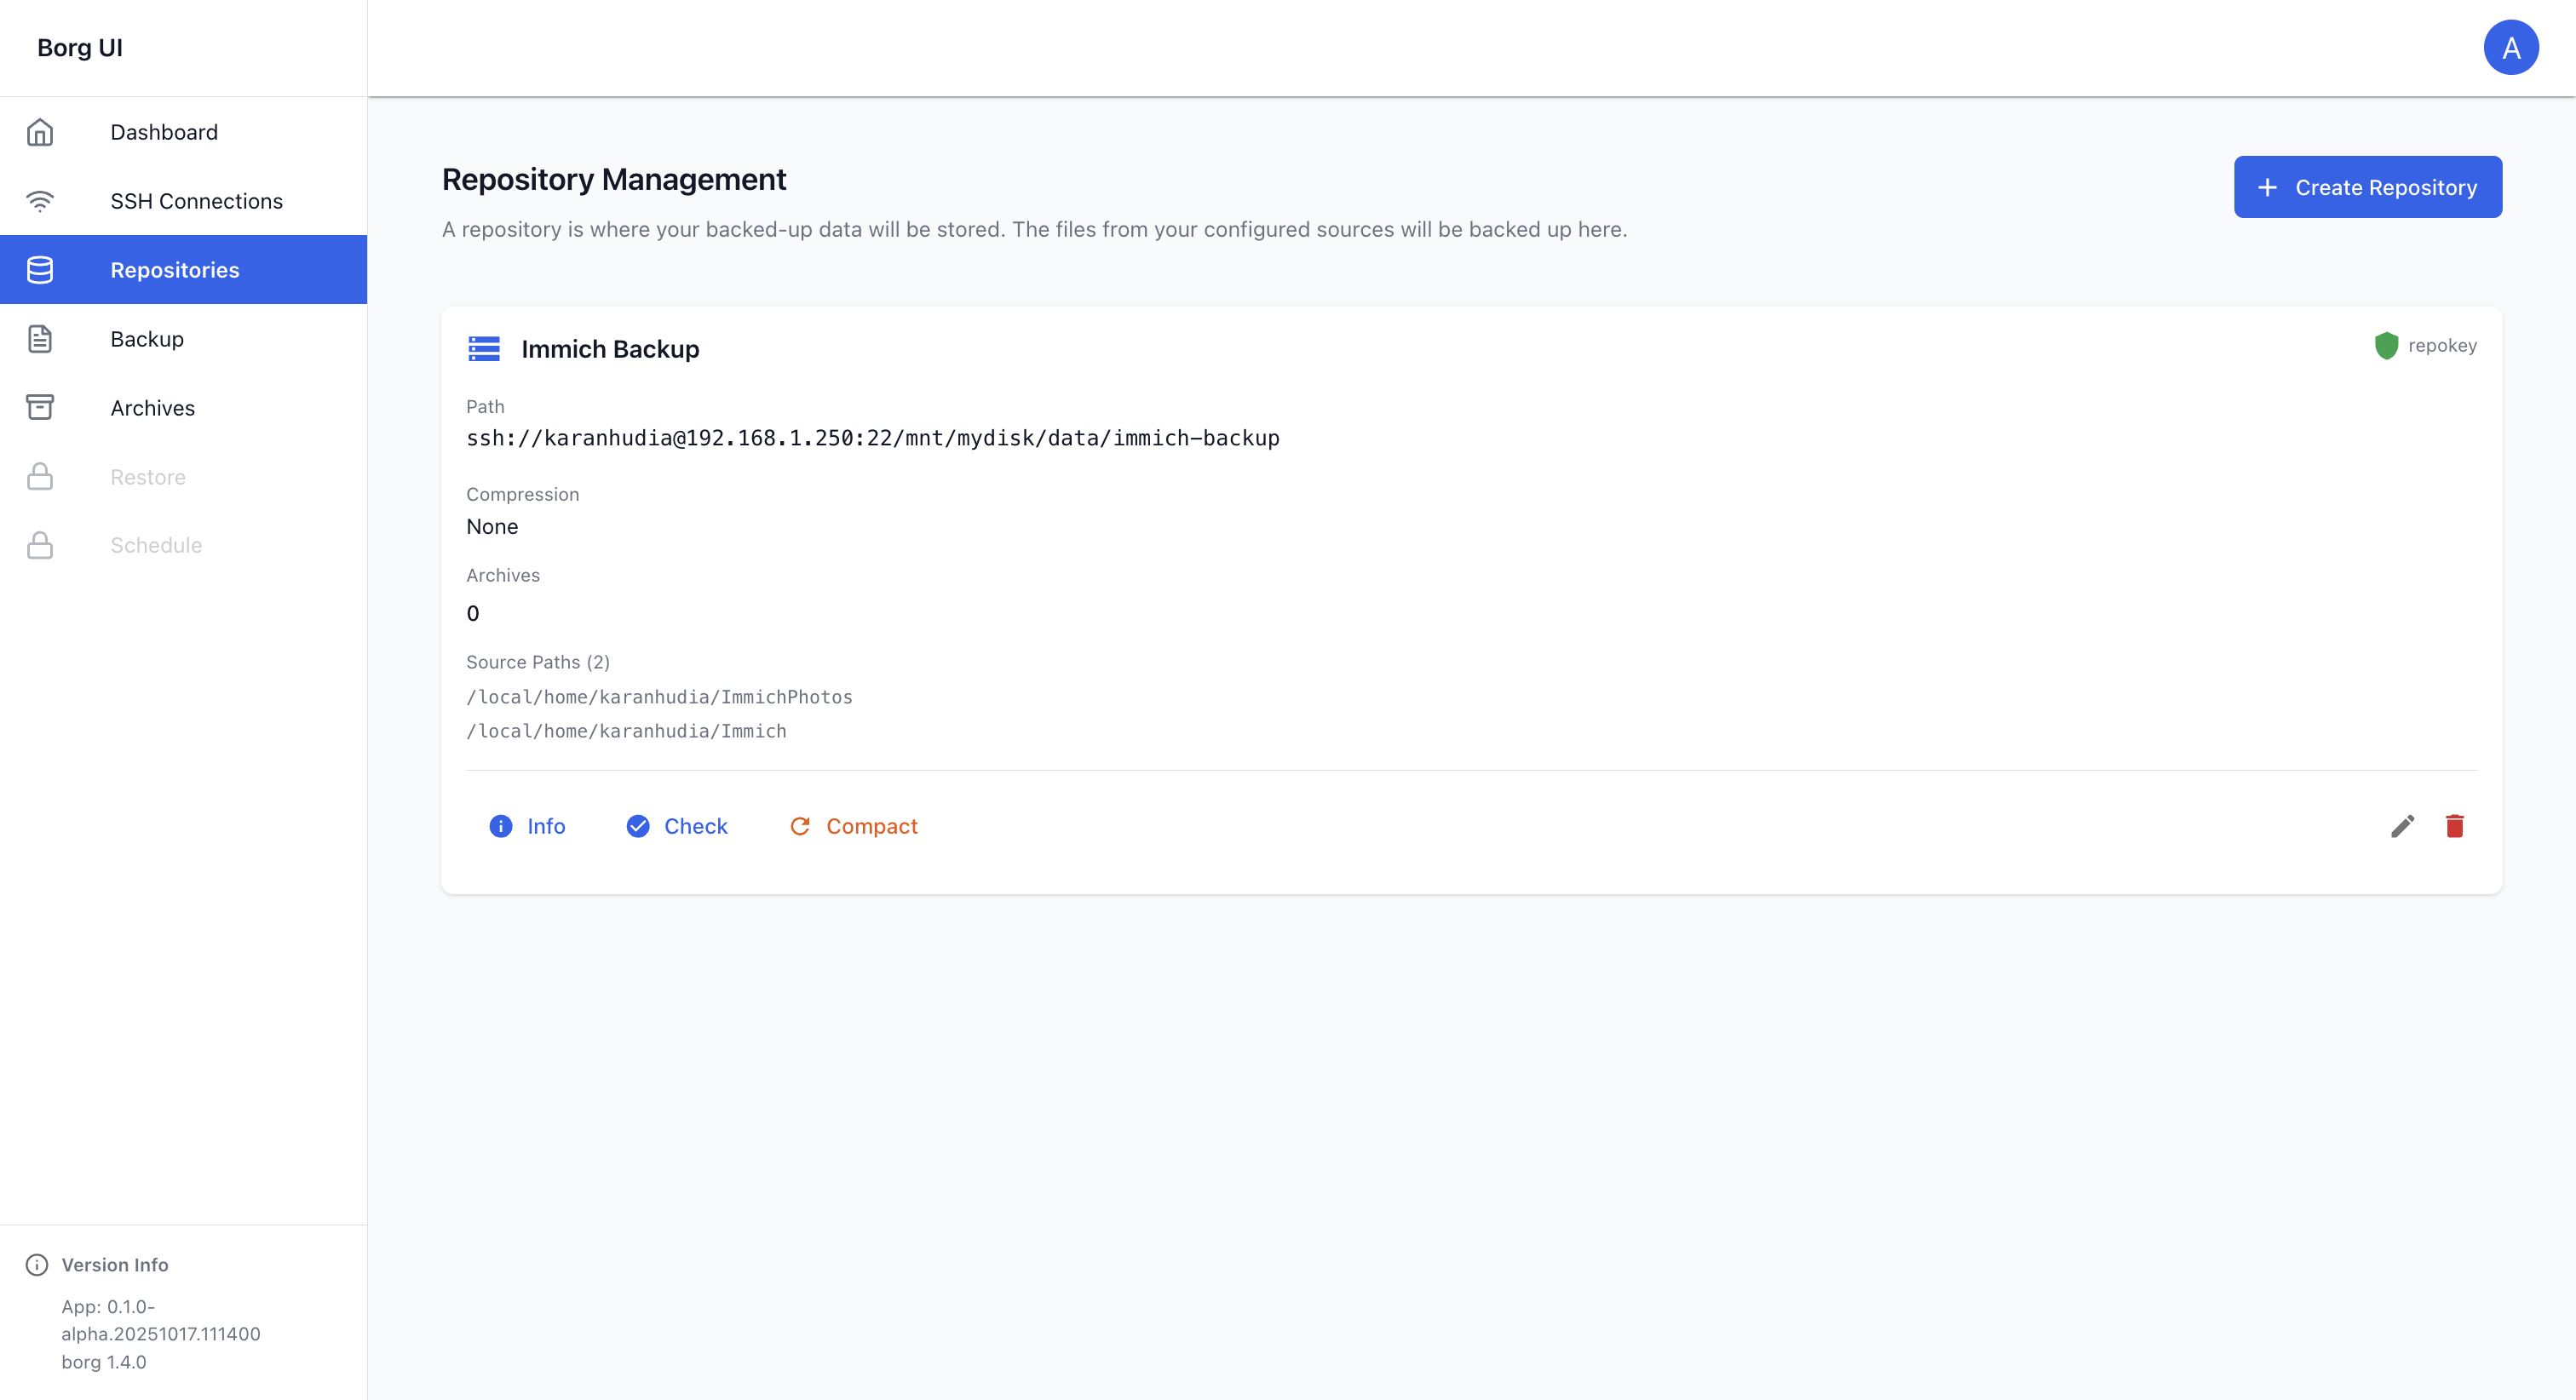 Borg UI
A
Dashboard
SSH Connections
Repositories
Backup
Archives
Restore
Schedule
Version Info
App: 0.1.0-
alpha.20251017.111400
borg 1.4.0
Repository Management
A repository is where your backed-up data will be stored. The files from your configured sources will be backed up here.
Create Repository
Immich Backup
repokey
Path
ssh://karanhudia@192.168.1.250:22/mnt/mydisk/data/immich-backup
Compression
None
Archives
0
Source Paths (2)
/local/home/karanhudia/ImmichPhotos
/local/home/karanhudia/Immich
Info
Check
Compact